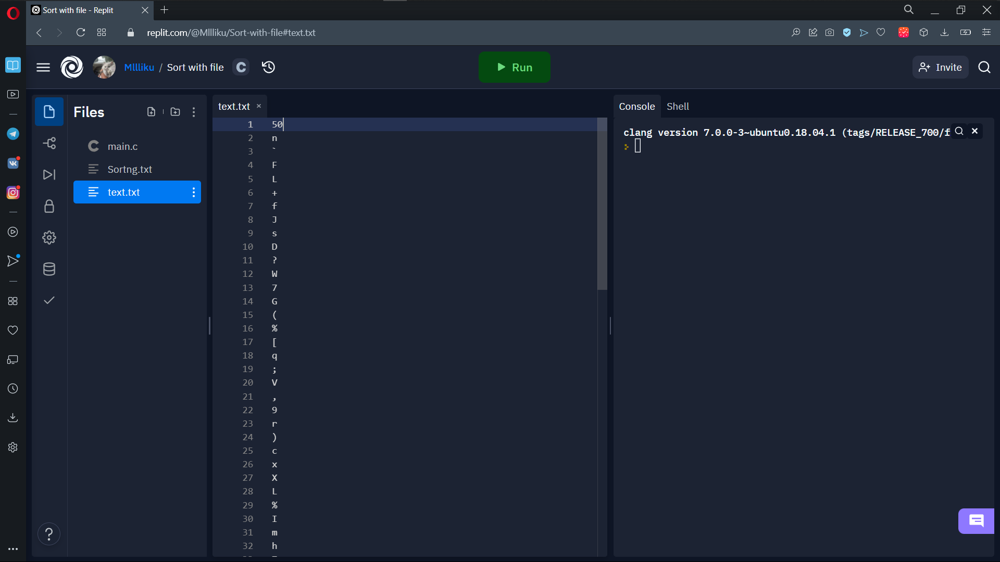 Sort with file - Replit
replit.com/@Mllliku/Sort-with-file#text.txt
Mllliku / Sort with file
Run
Invite
Files
main.c
Sortng.txt
text.txt
text.txt
1 50
2 n
3 `
4 F
5 L
6 +
7 f
8 J
9 s
10 D
11 ?
12 W
13 7
14 G
15 (
16 %
17 [
18 q
19 ;
20 V
21 ,
22 9
23 r
24 )
25 c
26 x
27 X
28 L
29 %
30 I
31 m
32 h
Console Shell
clang version 7.0.0-3~ubuntu0.18.04.1 (tags/RELEASE_700/f